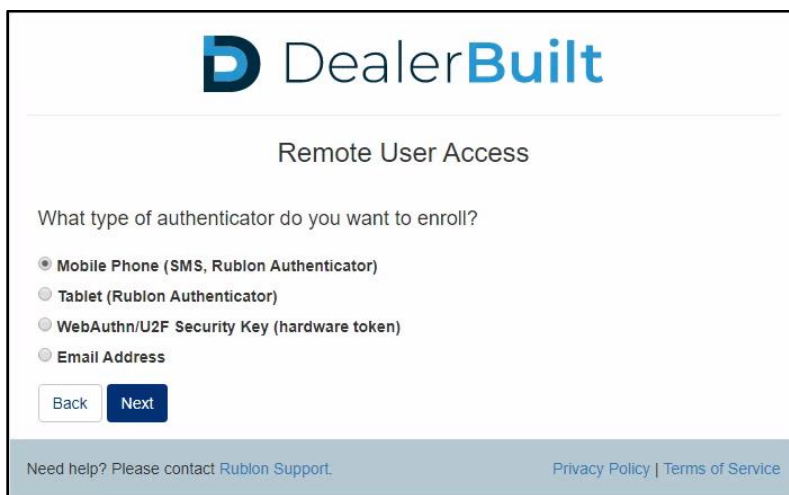 DealerBuilt
Remote User Access
What type of authenticator do you want to enroll?
Mobile Phone (SMS, Rublon Authenticator)
Tablet (Rublon Authenticator)
WebAuthn/U2F Security Key (hardware token)
Email Address
Back Next
Need help? Please contact Rublon Support. Privacy Policy | Terms of Service